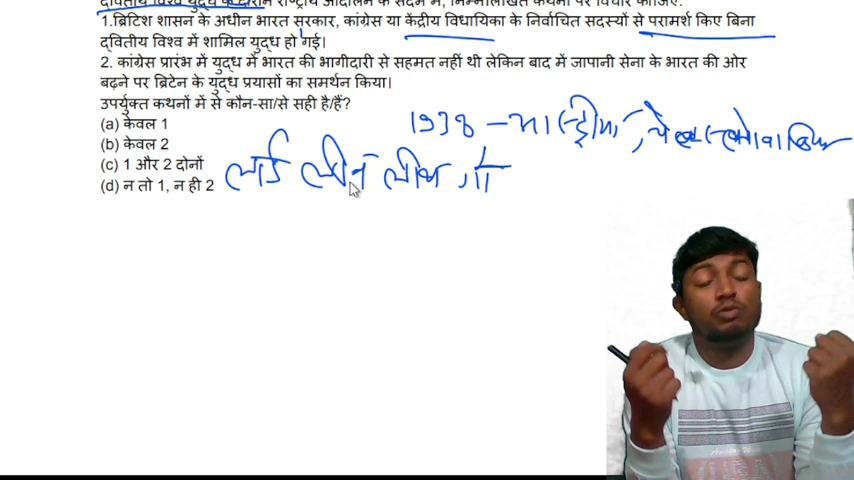 द्वितीय विश्व युद्ध के दौरान राष्ट्रीय आंदोलन के संदर्भ में, निम्नलिखित कथनों पर विचार कीजिए:
1.ब्रिटिश शासन के अधीन भारत सरकार, कांग्रेस या केंद्रीय विधायिका के निर्वाचित सदस्यों से परामर्श किए बिना
द्वितीय विश्व में शामिल युद्ध हो गई।
2. कांग्रेस प्रारंभ में युद्ध में भारत की भागीदारी से सहमत नहीं थी लेकिन बाद में जापानी सेना के भारत की ओर
बढ़ने पर ब्रिटेन के युद्ध प्रयासों का समर्थन किया।
उपर्युक्त कथनों में से कौन-सा/से सही है/हैं?
(a) केवल 1
1938 -
(b) केवल 2
(c) 1 और 2 दोनों
लार्ड
(d) न तो 1, न ही 2